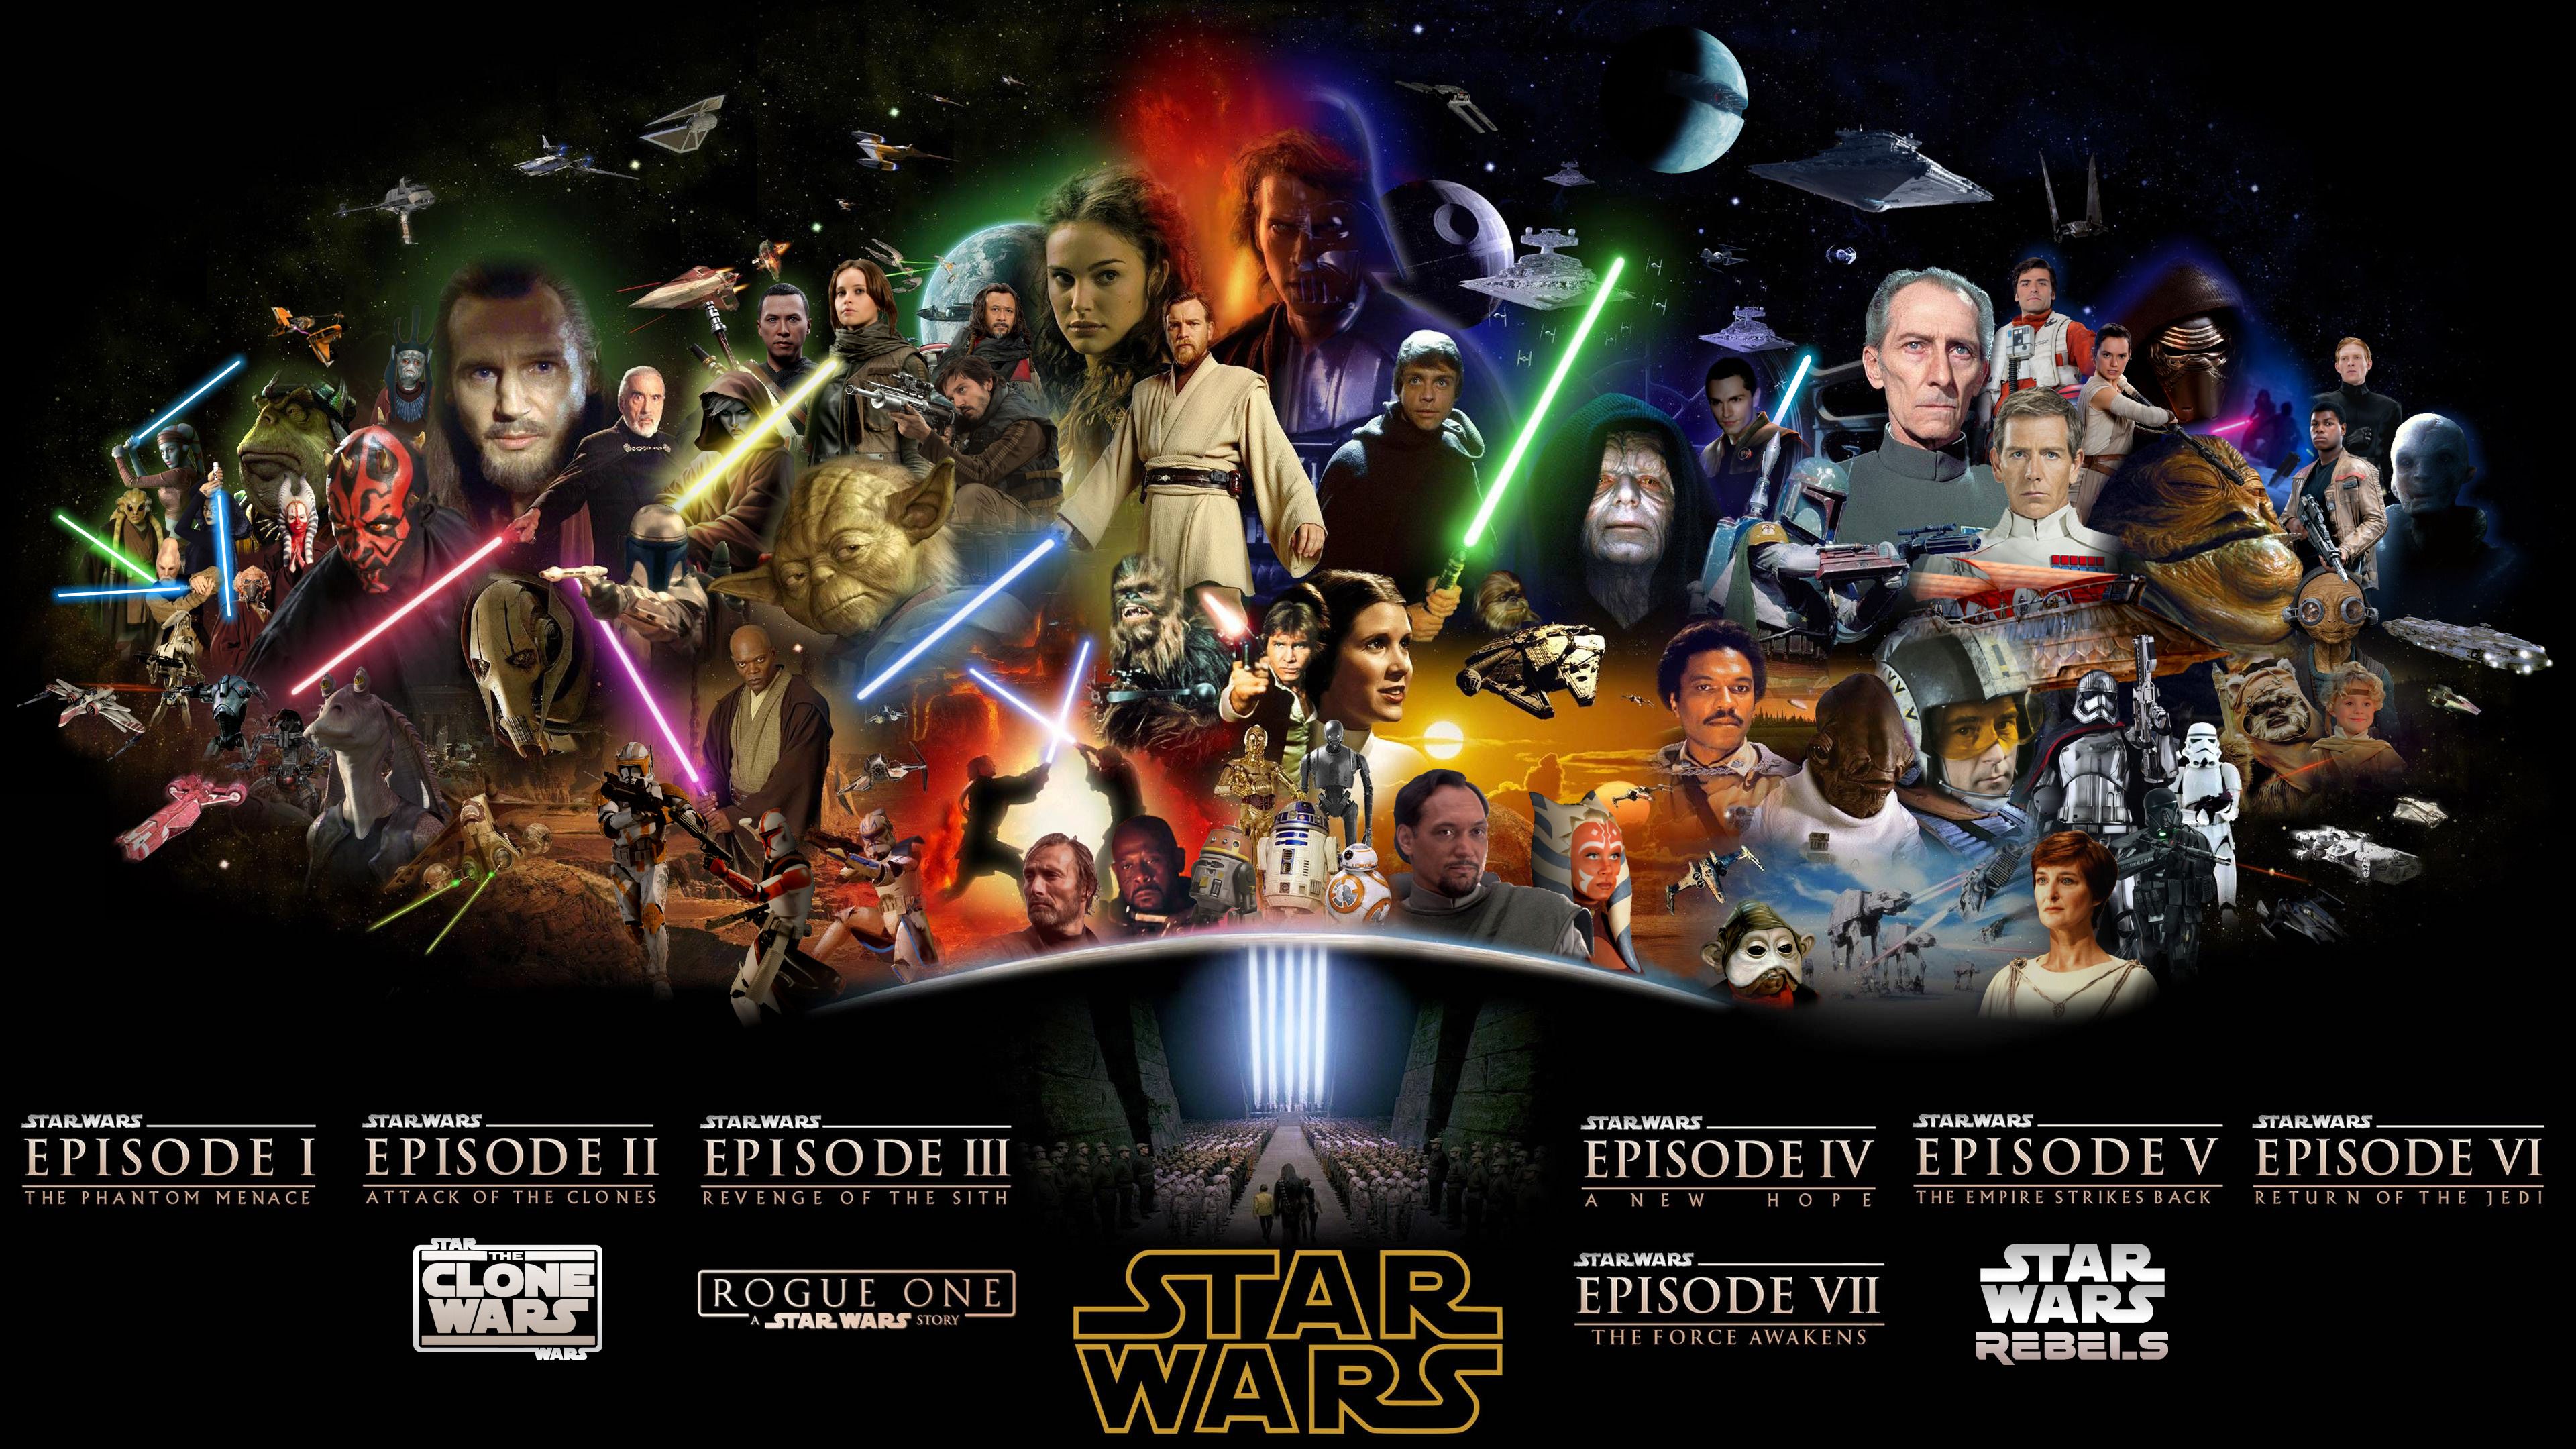 STAR WARS
EPISODE I
THE PHANTOM MENACE
STAR WARS
EPISODE II
ATTACK OF THE CLONES
STAR WARS
EPISODE III
REVENGE OF THE SITH
STAR WARS
EPISODE IV
A NEW HOPE
STAR WARS
EPISODE V
THE EMPIRE STRIKES BACK
STAR WARS
EPISODE VI
RETURN OF THE JEDI
STAR
THE
CLONE
WARS
WARS
ROGUE ONE
A STAR WARS STORY
STAR
WARS
STAR WARS
EPISODE VII
THE FORCE AWAKENS
STAR
WARS
REBELS